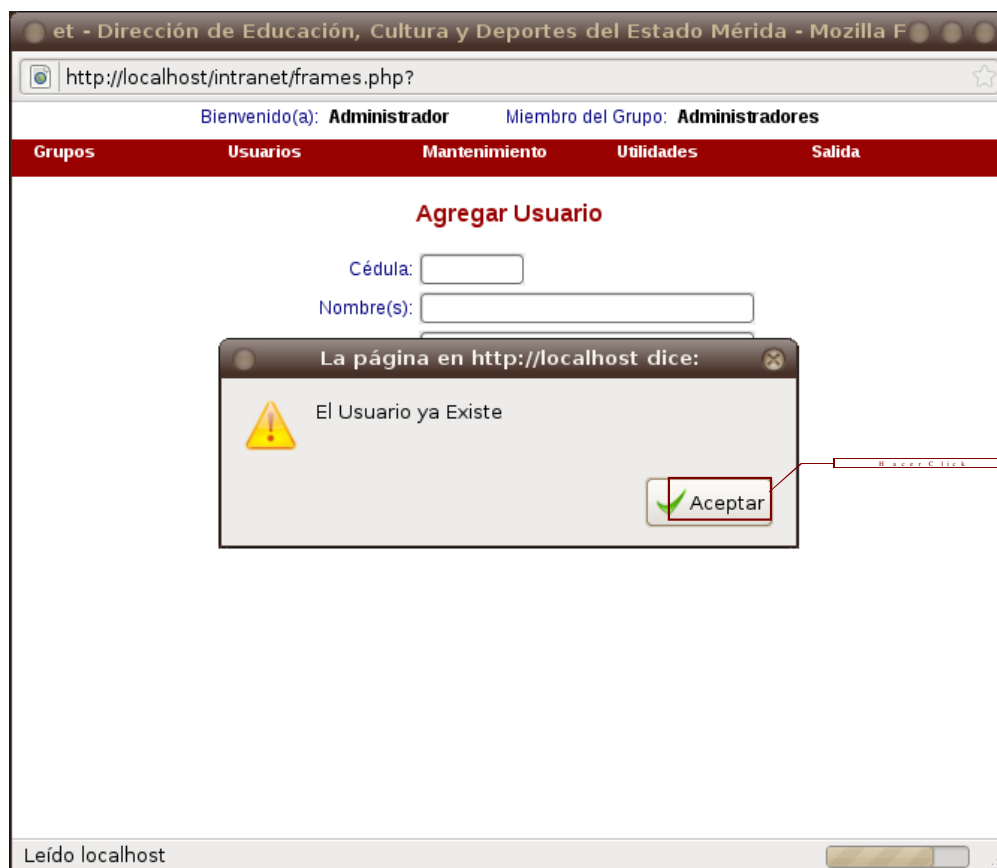 et - Dirección de Educación, Cultura y Deportes del Estado Mérida - Mozilla F
http://localhost/intranet/frames.php?
Bienvenido(a): Administrador Miembro del Grupo: Administradores
Grupos Usuarios Mantenimiento Utilidades Salida
Agregar Usuario
Cédula:
Nombre(s):
La página en http://localhost dice:
El Usuario ya Existe
Hacer Click
Aceptar
Leído localhost